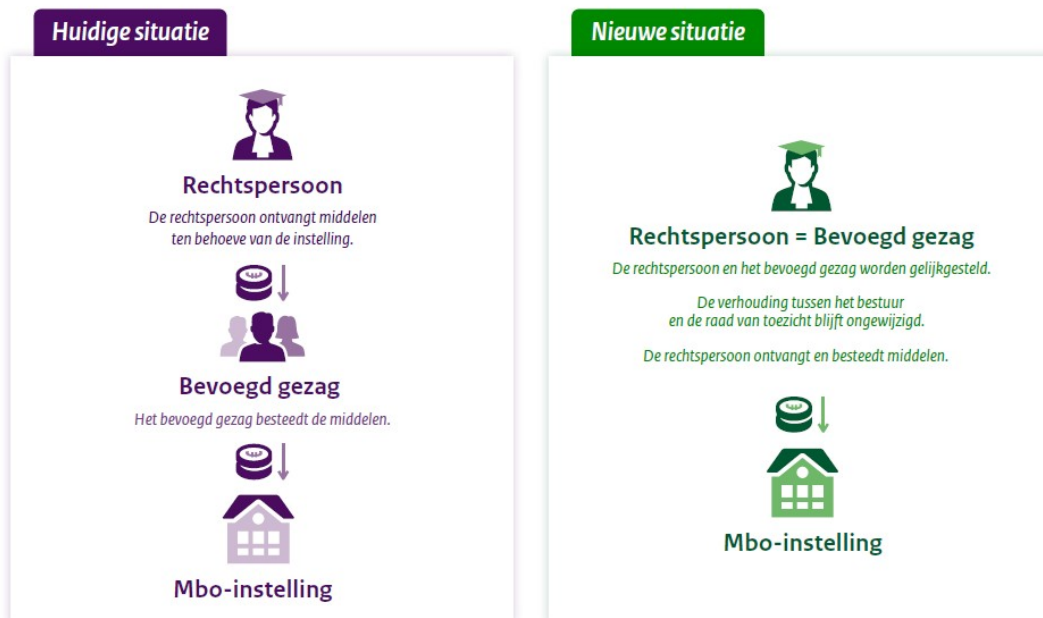 Huidige situatie
Rechtspersoon
De rechtspersoon ontvangt middelen
ten behoeve van de instelling.
Bevoegd gezag
Het bevoegd gezag besteedt de middelen.
Mbo-instelling
Nieuwe situatie
Rechtspersoon = Bevoegd gezag
De rechtspersoon en het bevoegd gezag worden gelijkgesteld.
De verhouding tussen het bestuur
en de raad van toezicht blijft ongewijzigd.
De rechtspersoon ontvangt en besteedt middelen.
Mbo-instelling